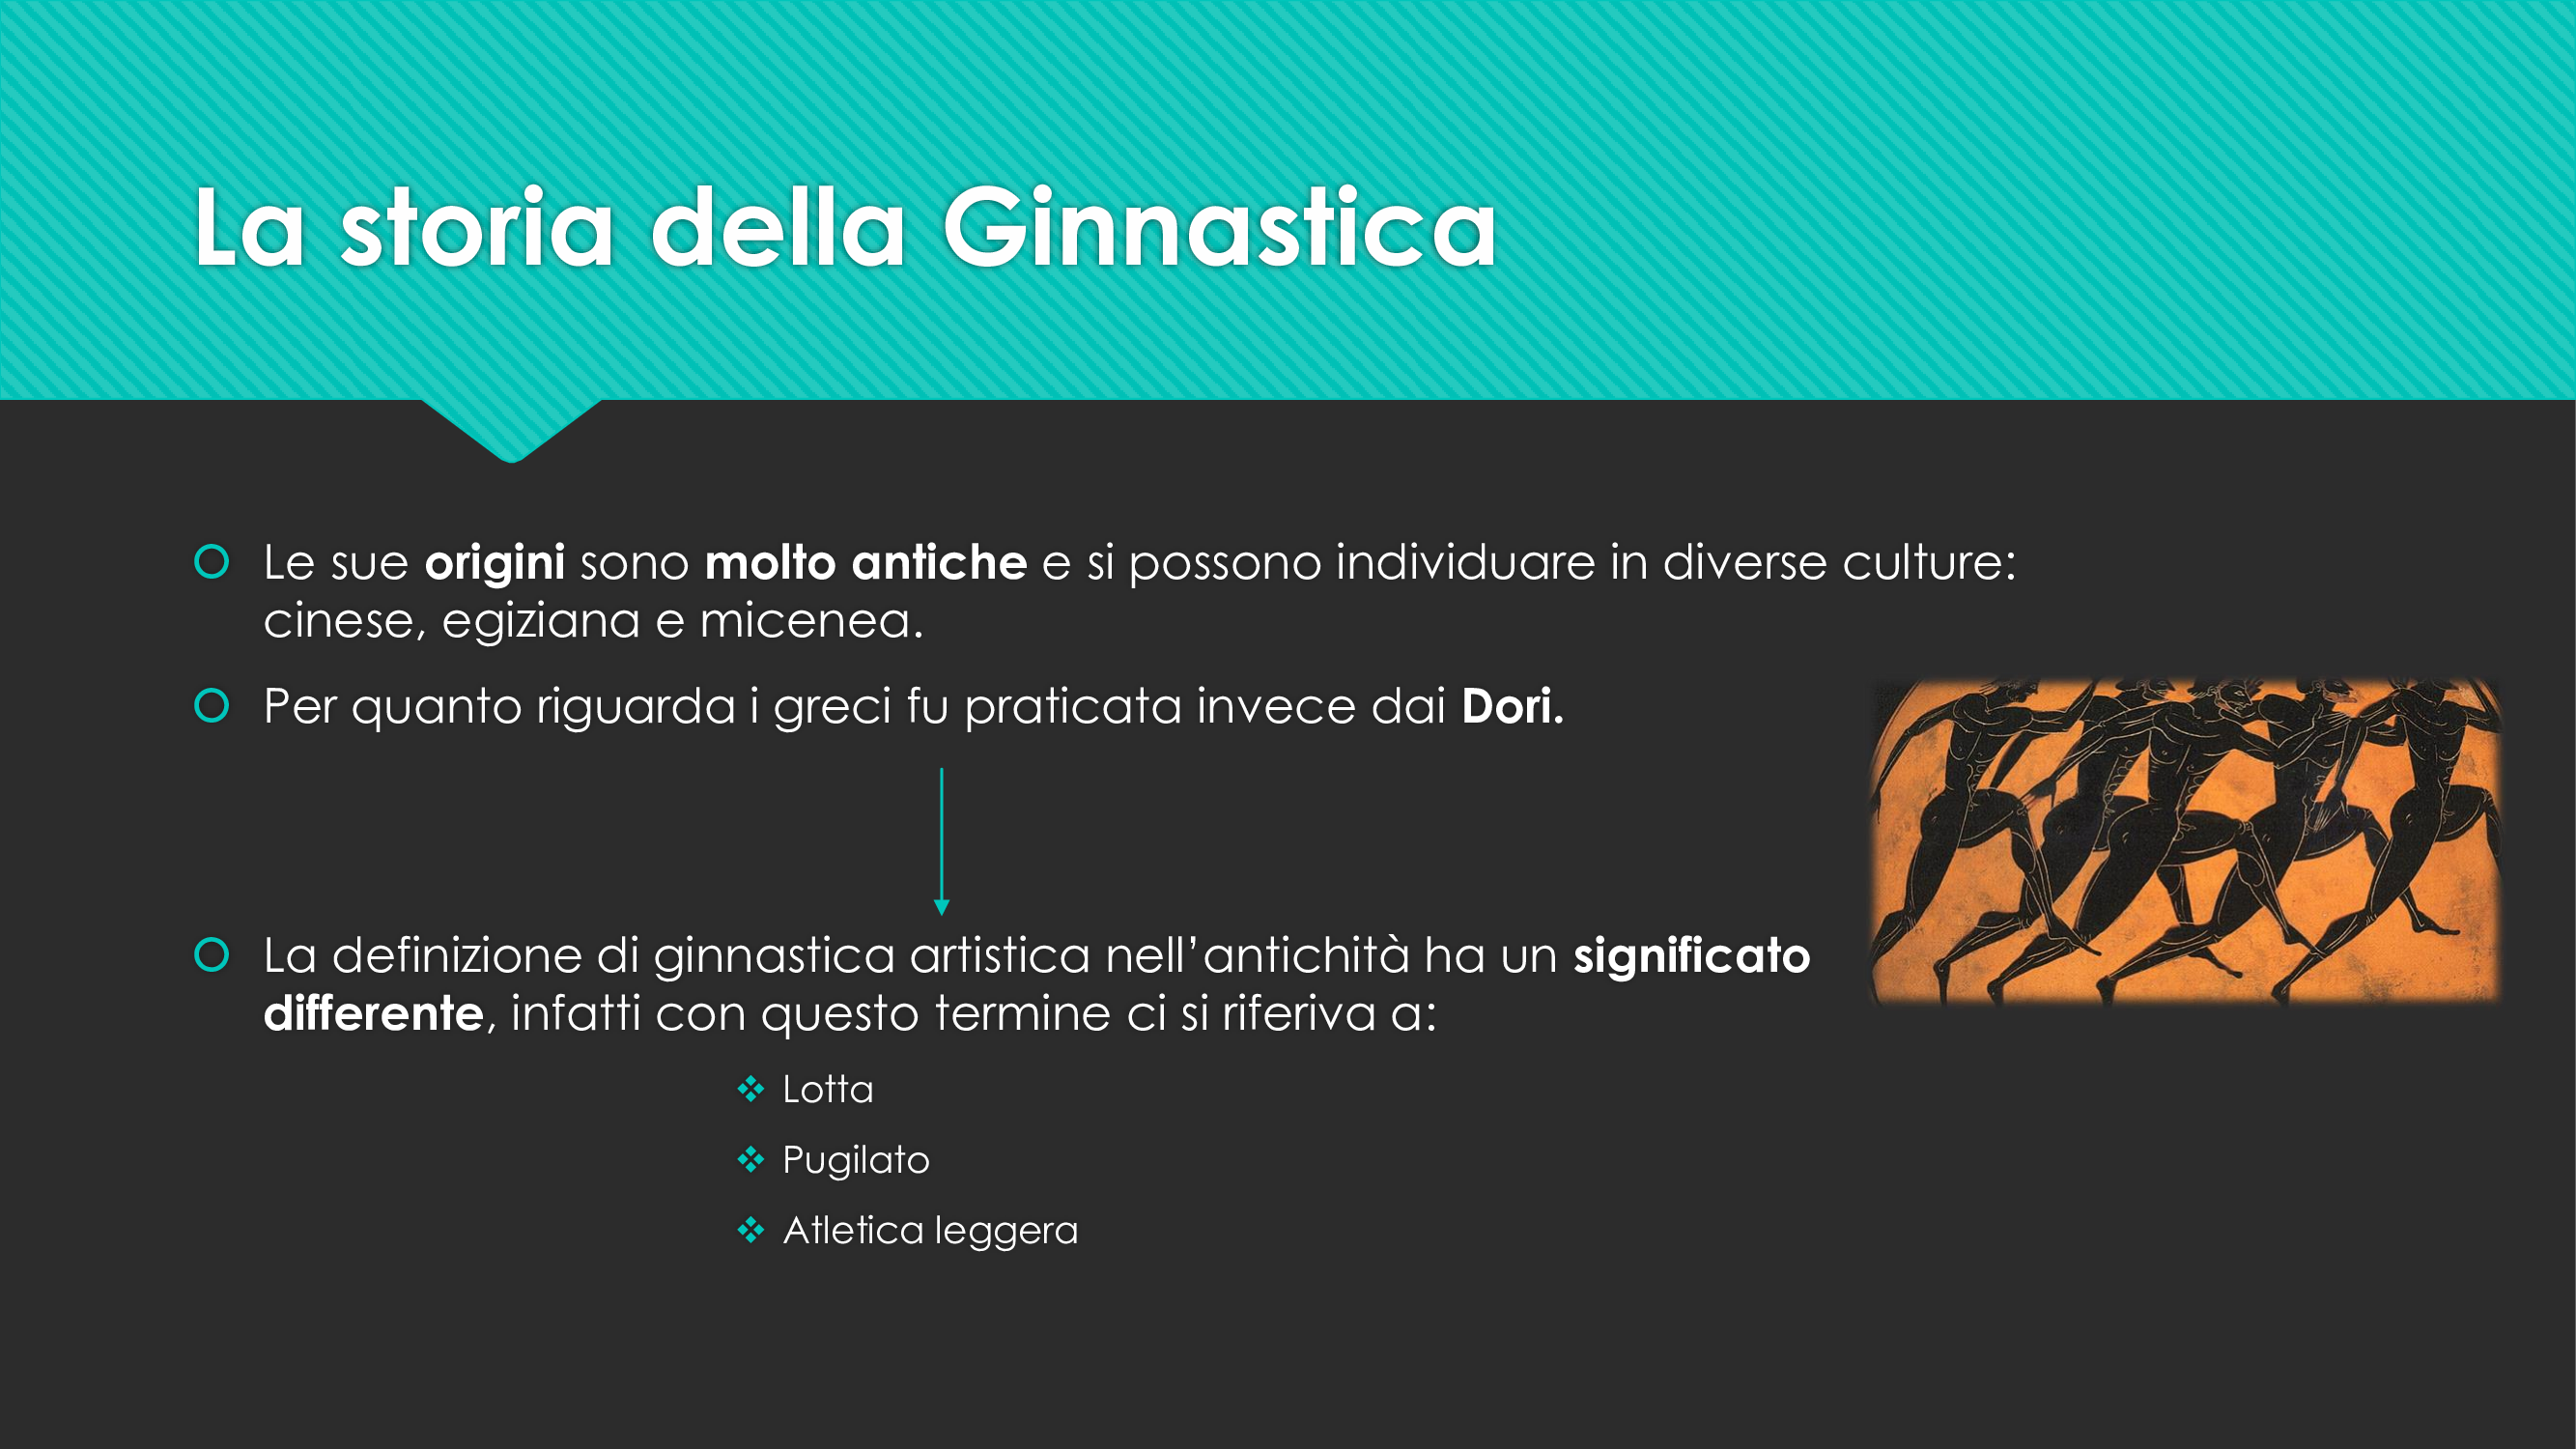 La storia della Ginnastica
Le sue origini sono molto antiche e si possono individuare in diverse culture:
cinese, egiziana e micenea.
Per quanto riguarda i greci fu praticata invece dai Dori.
La definizione di ginnastica artistica nell’antichità ha un significato
differente, infatti con questo termine ci si riferiva a:
Lotta
Pugilato
Atletica leggera